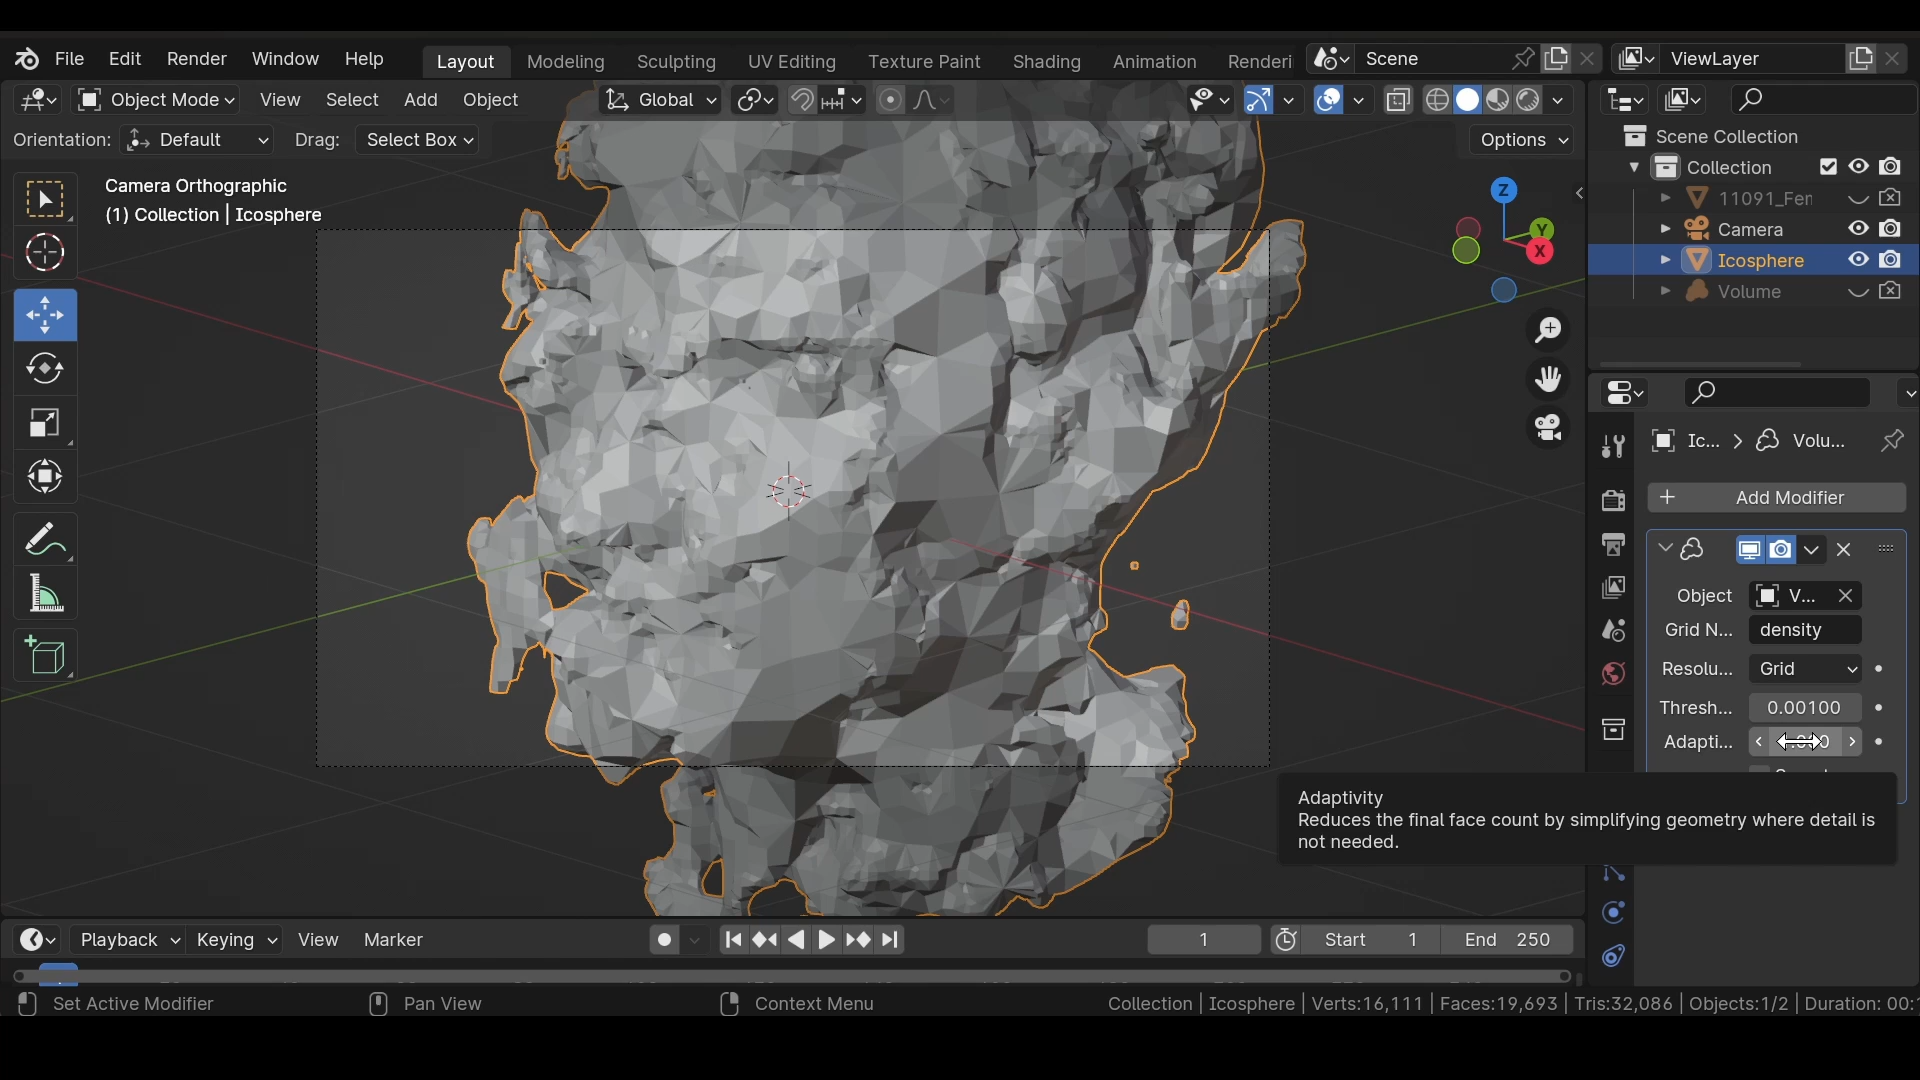 File Edit Render Window Help Layout Modeling Sculpting UV Editing Texture Paint Shading Animation Renderi Scene ViewLayer
Object Mode View Select Add Object Global
Orientation: Default Drag: Select Box Options
Camera Orthographic
(1) Collection | Icosphere
Z
Y
X
Scene Collection
Collection
11091_Fem
Camera
Icosphere
Volume
Ic... Volu...
Add Modifier
Object V...
Grid N... density
Resolu... Grid
Thresh... 0.00100
Adapti...
Adaptivity
Reduces the final face count by simplifying geometry where detail is
not needed.
Playback Keying View Marker 1 Start 1 End 250
Set Active Modifier Pan View Context Menu Collection | Icosphere | Verts:16,111 | Faces:19,693 | Tris:32,086 | Objects:1/2 | Duration: 00: